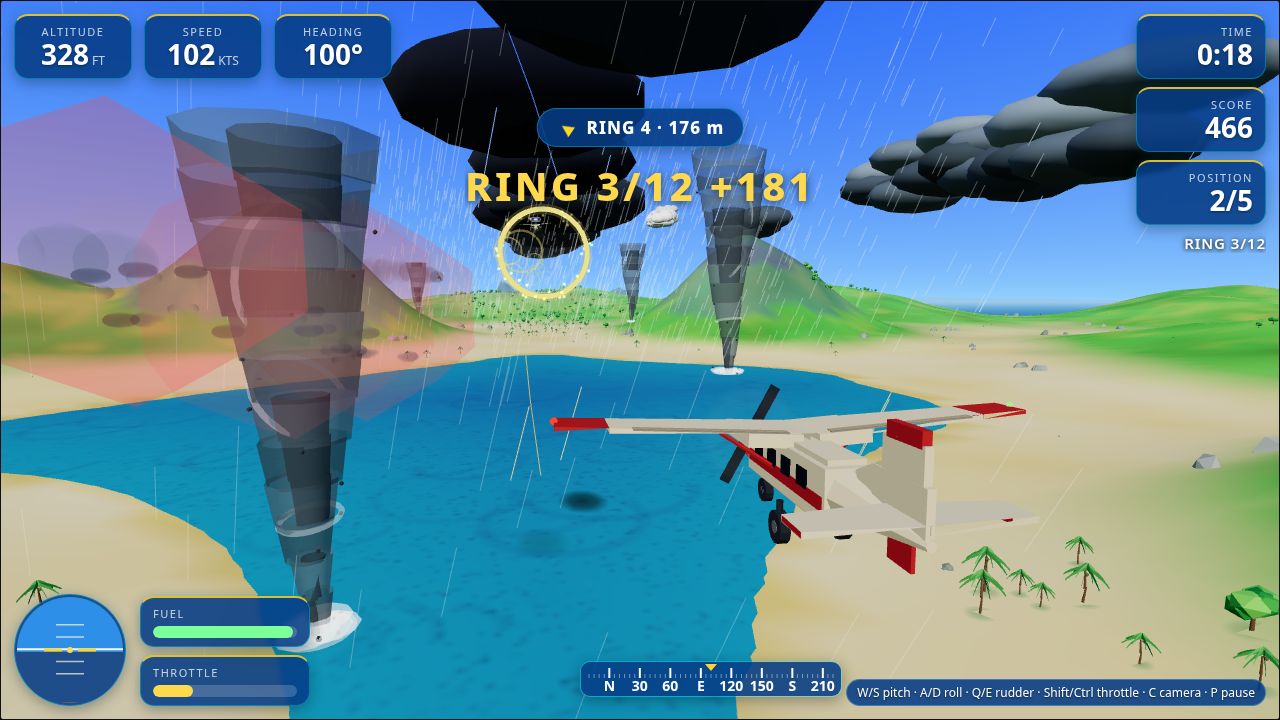 ALTITUDE
328 FT
SPEED
102 KTS
HEADING
100°
TIME
0:18
SCORE
466
POSITION
2/5
RING 3/12
RING 4 · 176 m
RING 3/12 +181
FUEL
THROTTLE
N 30 60 E 120 150 S 210
W/S pitch · A/D roll · Q/E rudder · Shift/Ctrl throttle · C camera · P pause